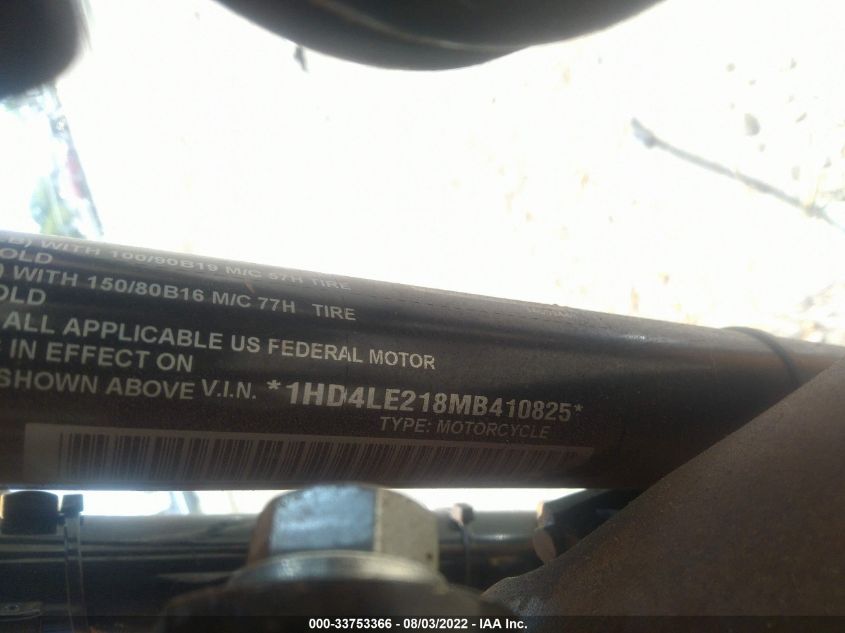 B) WITH 100/90B19 M/C 57H TIRE
OLD
) WITH 150/80B16 M/C 77H TIRE
OLD
ALL APPLICABLE US FEDERAL MOTOR
IN EFFECT ON
SHOWN ABOVE V.I.N. *1HD4LE218MB410825*
TYPE: MOTORCYCLE
000-33753366 - 08/03/2022 - IAA Inc.